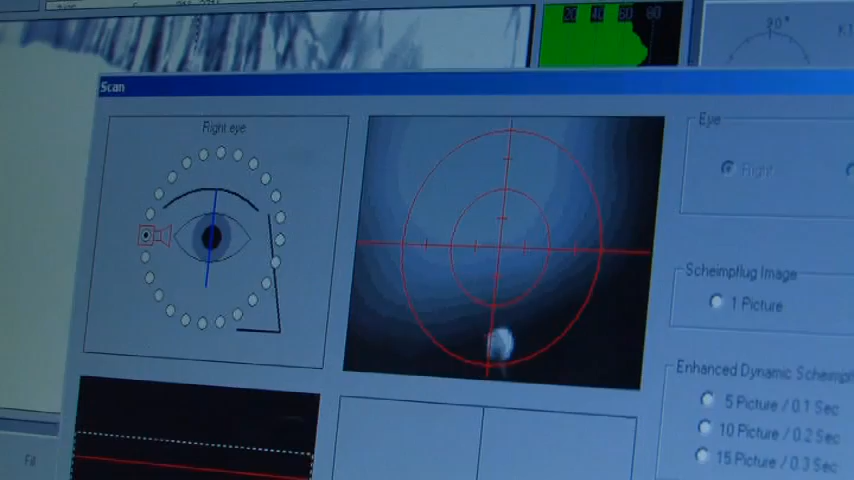 20 40 60 80
30°
Scan
Right eye
Eye
Right
Scheimpflug Image
1 Picture
Enhanced Dynamic Scheimpf
5 Picture / 0.1 Sec
10 Picture / 0.2 Sec
15 Picture / 0.3 Sec